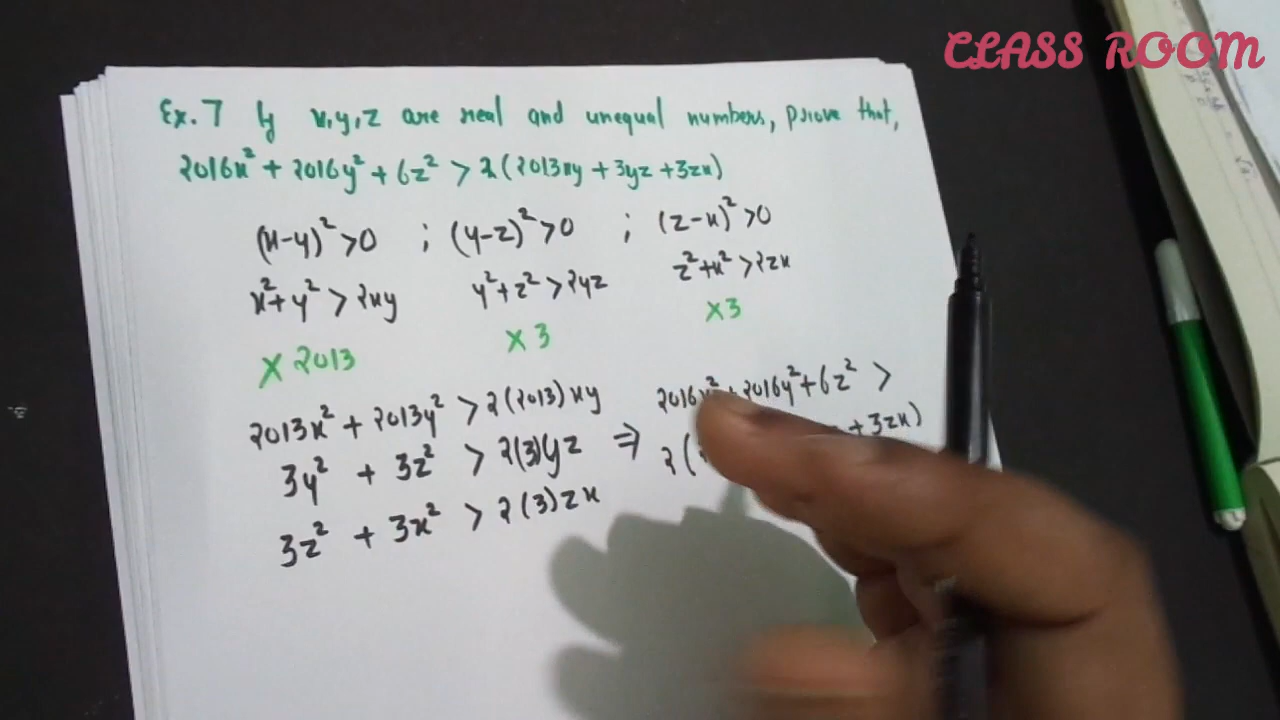 CLASS ROOM
Ex. 7 If x,y,z are real and unequal numbers, prove that,
2016x² + 2016y² + 6z² > 2(2013xy + 3yz + 3zx)
(x-y)² >0 ; (y-z)² >0 ; (z-x)² >0
x²+y² > 2xy y²+z² > 2yz z²+x² > 2zx
X 2013 X 3 X 3
2013x² + 2013y² > 2(2013)xy
3y² + 3z² > 2(3)yz ⇒
3z² + 3x² > 2(3)zx
2016x² + 2016y² + 6z² >
2( + 3zx)